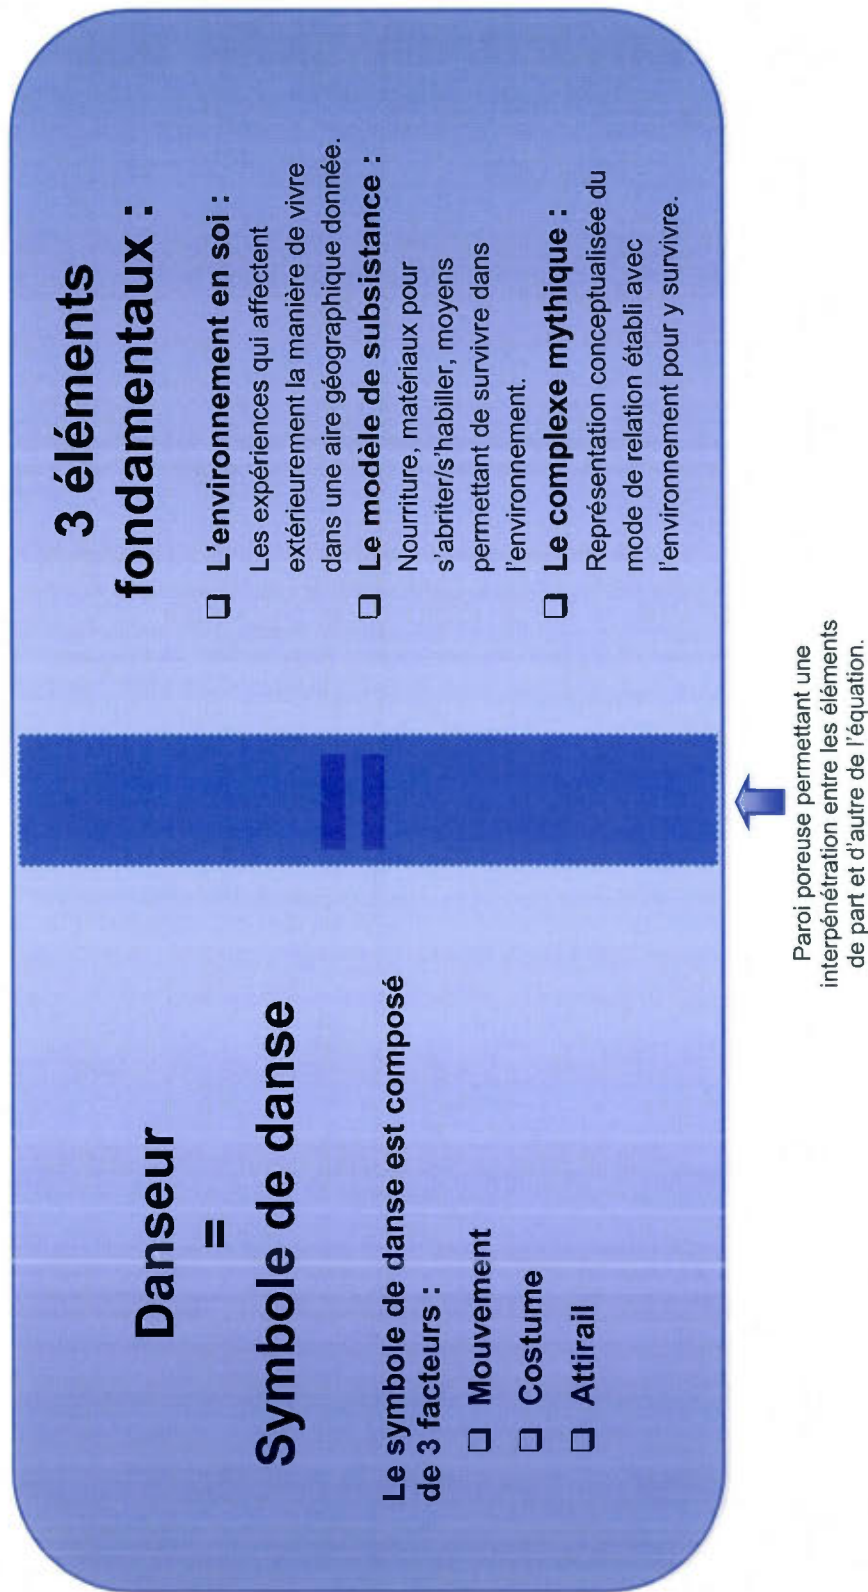 Danseur
=
Symbole de danse
Le symbole de danse est composé
de 3 facteurs :
❑ Mouvement
❑ Costume
❑ Attirail
=
3 éléments
fondamentaux :
❑ L'environnement en soi :
Les expériences qui affectent
extérieurement la manière de vivre
dans une aire géographique donnée.
❑ Le modèle de subsistance :
Nourriture, matériaux pour
s'abriter/s'habiller, moyens
permettant de survivre dans
l'environnement.
❑ Le complexe mythique :
Représentation conceptualisée du
mode de relation établi avec
l'environnement pour y survivre.
Paroi poreuse permettant une
interpénétration entre les éléments
de part et d'autre de l'équation.